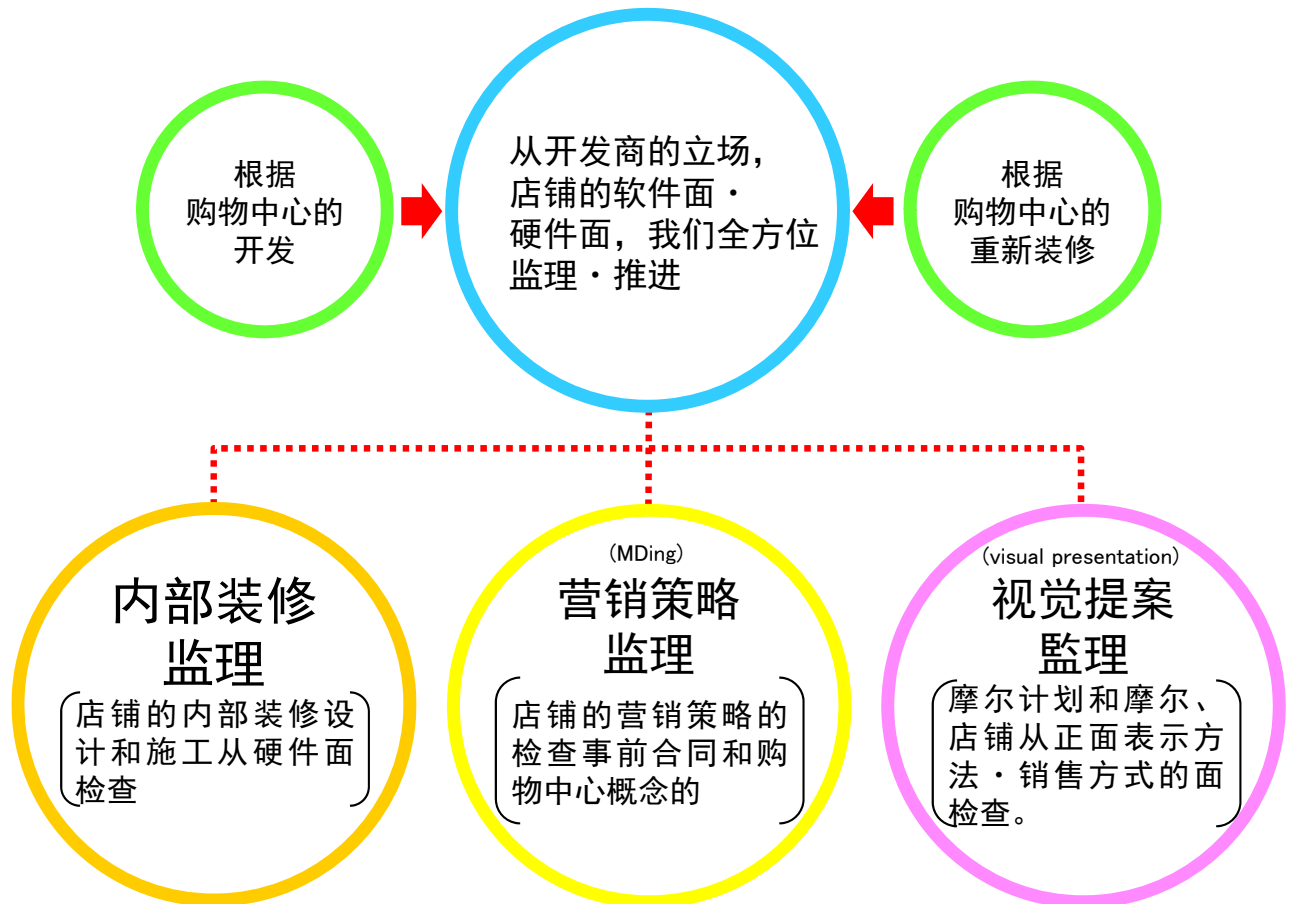 根据
购物中心的
开发
从开发商的立场，
店铺的软件面・
硬件面，我们全方位
监理・推进
根据
购物中心的
重新装修
内部装修
监理
店铺的内部装修设
计和施工从硬件面
检查
(MDing)
营销策略
监理
店铺的营销策略的
检查事前合同和购
物中心概念的
(visual presentation)
视觉提案
監理
摩尔计划和摩尔、
店铺从正面表示方
法・销售方式的面
检查。